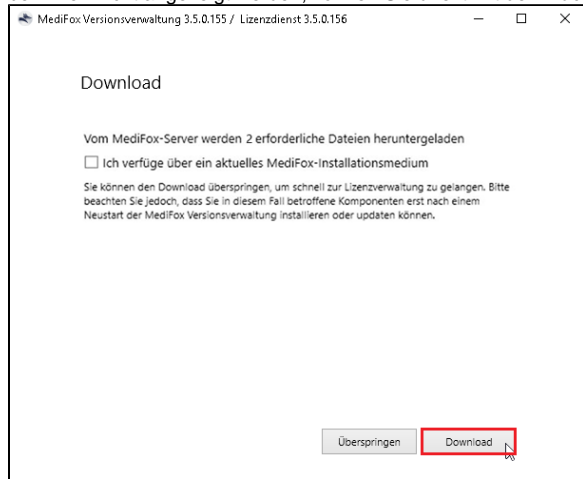 MediFox Versionsverwaltung 3.5.0.155 / Lizenzdienst 3.5.0.156
Download
Vom MediFox-Server werden 2 erforderliche Dateien heruntergeladen
Ich verfüge über ein aktuelles MediFox-Installationsmedium
Sie können den Download überspringen, um schnell zur Lizenzverwaltung zu gelangen. Bitte
beachten Sie jedoch, dass Sie in diesem Fall betroffene Komponenten erst nach einem
Neustart der MediFox Versionsverwaltung installieren oder updaten können.
Überspringen Download